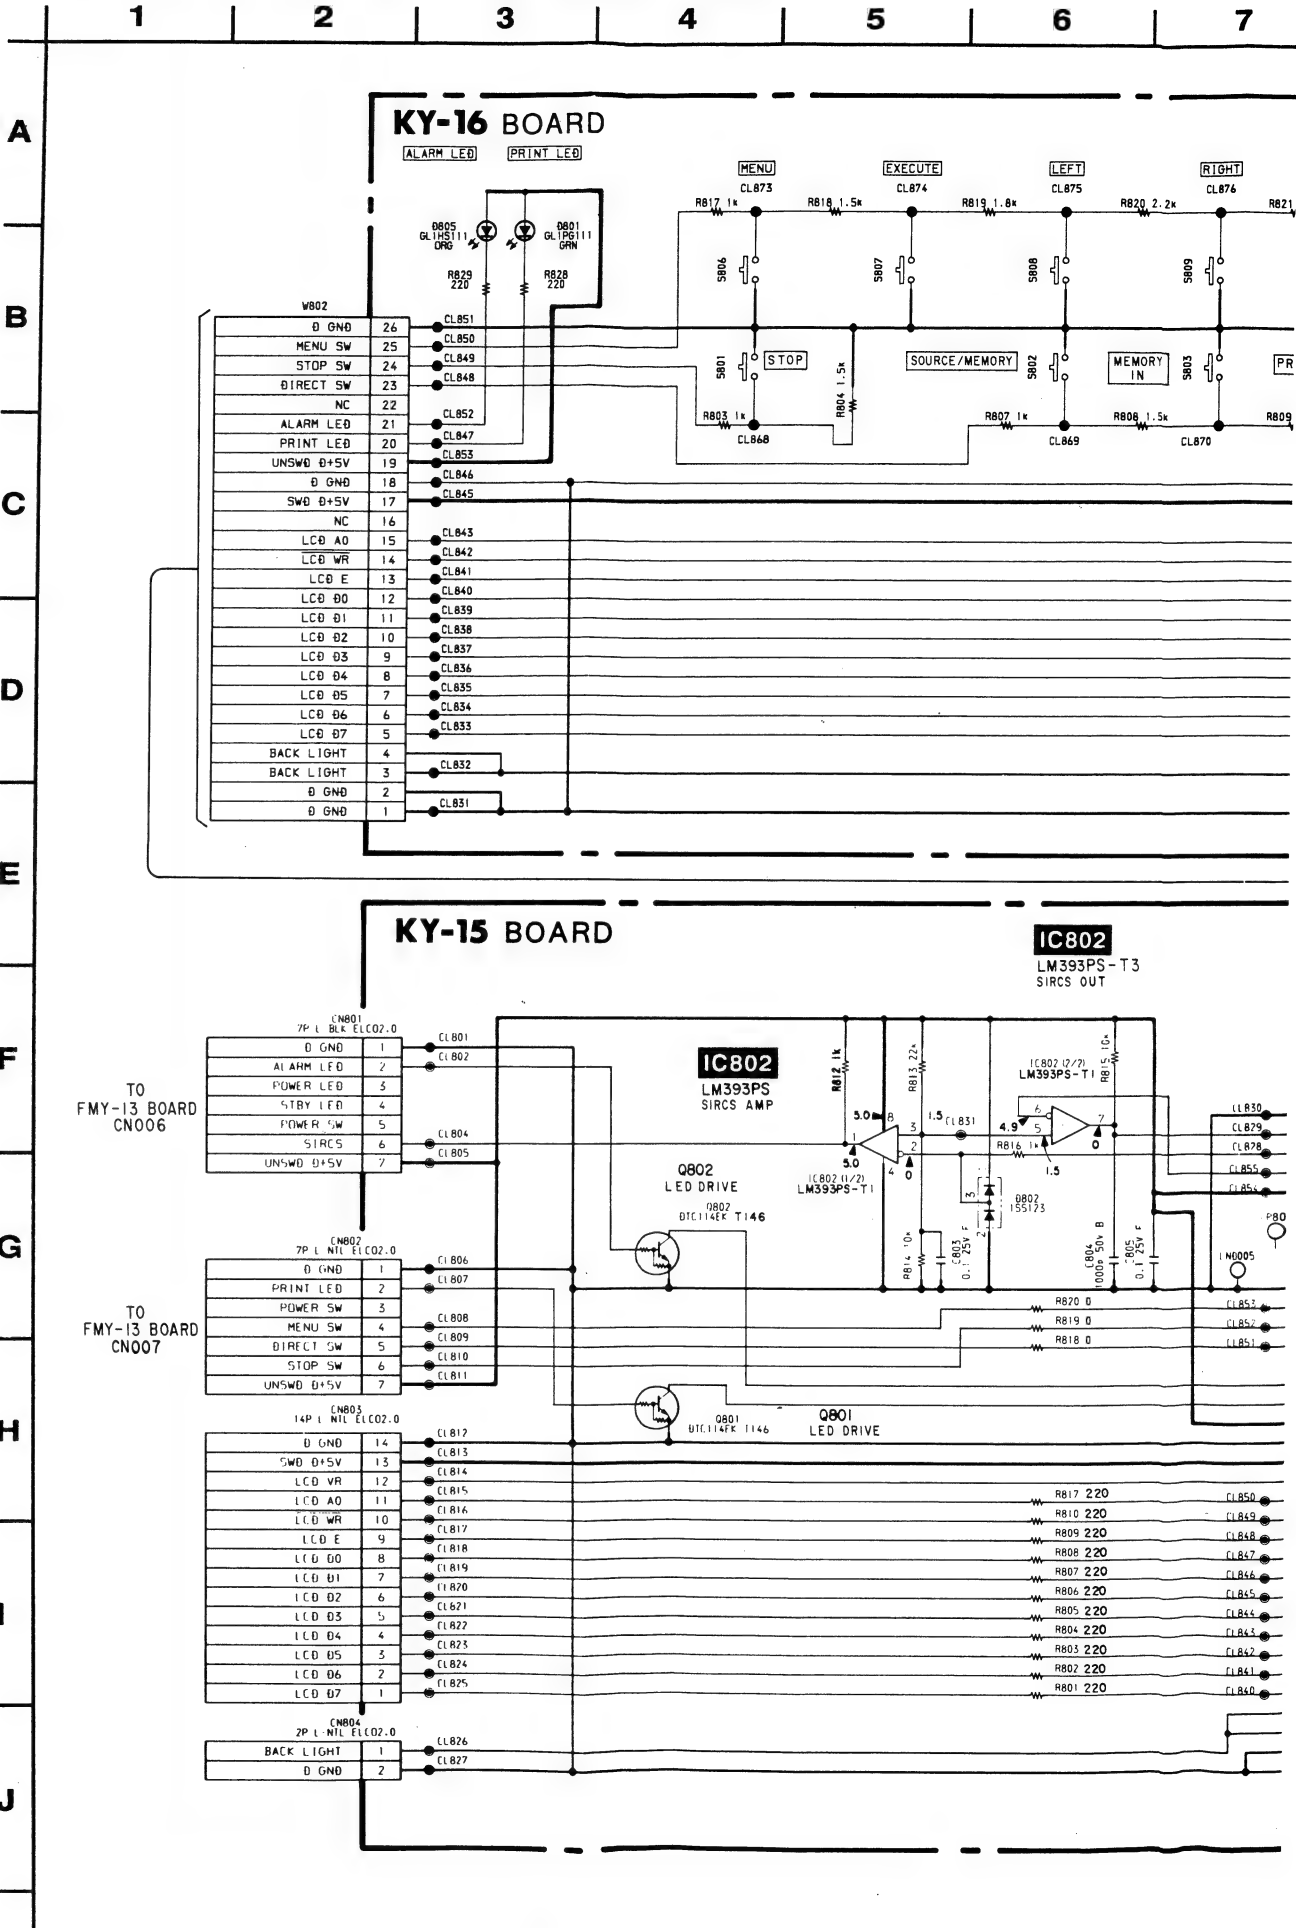 1 2 3 4 5 6 7
A
B
C
D
E
F
G
H
I
J
KY-16 BOARD
ALARM LED PRINT LED
MENU EXECUTE LEFT RIGHT
CL873 CL874 CL875 CL876
R817 1k R818 1.5k R819 1.8k R820 2.2k R821
D805
GL1HS111
ORG
D801
GL1PG111
GRN
R829
220
R828
220
S806 S807 S808 S809
S801 STOP SOURCE/MEMORY S802 MEMORY IN S803 PR
R804 1.5k
R803 1k R807 1k R808 1.5k R809
CL868 CL869 CL870
W802
D GND 26 CL851
MENU SW 25 CL850
STOP SW 24 CL849
DIRECT SW 23 CL848
NC 22
ALARM LED 21 CL852
PRINT LED 20 CL847
UNSWD D+5V 19 CL853
D GND 18 CL846
SWD D+5V 17 CL845
NC 16
LCD A0 15 CL843
LCD WR 14 CL842
LCD E 13 CL841
LCD D0 12 CL840
LCD D1 11 CL839
LCD D2 10 CL838
LCD D3 9 CL837
LCD D4 8 CL836
LCD D5 7 CL835
LCD D6 6 CL834
LCD D7 5 CL833
BACK LIGHT 4
BACK LIGHT 3 CL832
D GND 2
D GND 1 CL831
KY-15 BOARD
IC802
LM393PS-T3
SIRCS OUT
CN801
7P L BLK ELCO2.0
TO
FMY-13 BOARD
CN006
D GND 1 CL801
ALARM LED 2 CL802
POWER LED 3
STBY LED 4
POWER SW 5
SIRCS 6 CL804
UNSWD D+5V 7 CL805
IC802
LM393PS
SIRCS AMP
R812 1k
R813 22k
R815 10k
IC802 (2/2)
LM393PS-T1
5.0 8 1.5 CL831 4.9 6 5 7 0
1 3 2 4 5.0 0
R816 1k 1.5
IC802 (1/2)
LM393PS-T1
3
2
D802
1SS123
R814 10k
C803
0.1 25V F
C804
1000p 50V B
C805
0.1 25V F
CL830
CL829
CL828
CL855
CL854
P80
TN0005
Q802
LED DRIVE
Q802
DTC114EK T146
CN802
7P L NTL ELCO2.0
TO
FMY-13 BOARD
CN007
D GND 1 CL806
PRINT LED 2 CL807
POWER SW 3
MENU SW 4 CL808
DIRECT SW 5 CL809
STOP SW 6 CL810
UNSWD D+5V 7 CL811
R820 0 CL853
R819 0 CL852
R818 0 CL851
Q801
DTC114EK T146
Q801
LED DRIVE
CN803
14P L NTL ELCO2.0
D GND 14 CL812
SWD D+5V 13 CL813
LCD VR 12 CL814
LCD A0 11 CL815 R817 220 CL850
LCD WR 10 CL816 R810 220 CL849
LCD E 9 CL817 R809 220 CL848
LCD D0 8 CL818 R808 220 CL847
LCD D1 7 CL819 R807 220 CL846
LCD D2 6 CL820 R806 220 CL845
LCD D3 5 CL621 R805 220 CL844
LCD D4 4 CL822 R804 220 CL843
LCD D5 3 CL823 R803 220 CL842
LCD D6 2 CL824 R802 220 CL841
LCD D7 1 CL825 R801 220 CL840
CN804
2P L-NTL ELCO2.0
BACK LIGHT 1 CL826
D GND 2 CL827